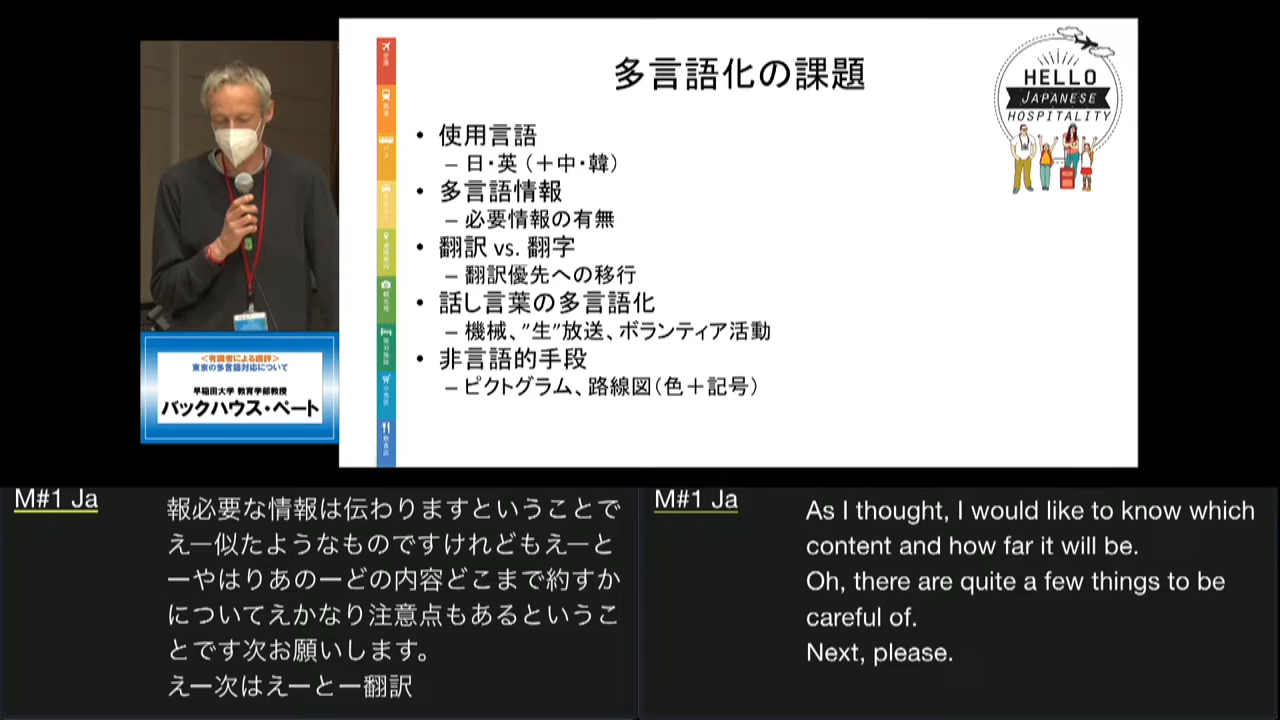 多言語化の課題
HELLO
JAPANESE
HOSPITALITY
• 使用言語
– 日・英（＋中・韓）
• 多言語情報
– 必要情報の有無
• 翻訳 vs. 翻字
– 翻訳優先への移行
• 話し言葉の多言語化
– 機械、”生”放送、ボランティア活動
• 非言語的手段
– ピクトグラム、路線図（色＋記号）
空港
鉄道
バス
タクシー
道路案内
観光地
宿泊施設
小売店
飲食店
＜有識者による講評＞
東京の多言語対応について
早稲田大学 教育学部教授
バックハウス・ペート
M#1 Ja
報必要な情報は伝わりますということで
えー似たようなものですけれどもえーと
ーやはりあのーどの内容どこまで約すか
についてえかなり注意点もあるというこ
とです次お願いします。
えー次はえーとー翻訳
M#1 Ja
As I thought, I would like to know which
content and how far it will be.
Oh, there are quite a few things to be
careful of.
Next, please.